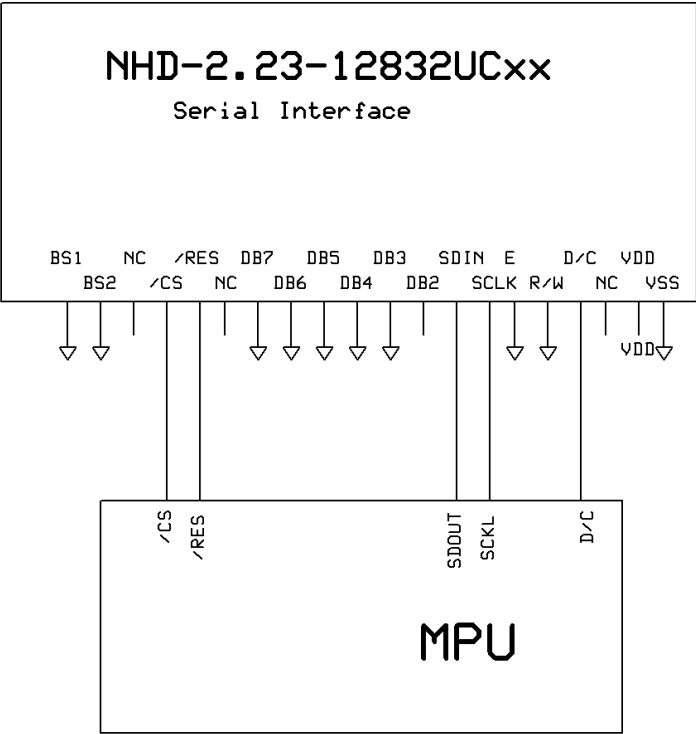 NHD-2.23-12832UCxx
Serial Interface
BS1 NC /RES DB7 DB5 DB3 SDIN E D/C VDD
BS2 /CS NC DB6 DB4 DB2 SCLK R/W NC VSS
VDD
/CS
/RES
SDOUT
SCKL
D/C
MPU